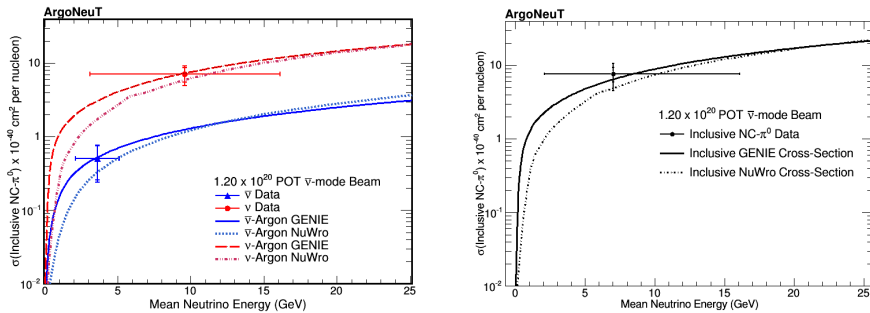 ArgoNeuT
σ(Inclusive NC-π⁰) x 10⁻⁴⁰ cm² per nucleon)
10
1
10⁻¹
10⁻²
1.20 x 10²⁰ POT ν̅-mode Beam
ν̅ Data
ν Data
ν̅-Argon GENIE
ν̅-Argon NuWro
ν-Argon GENIE
ν-Argon NuWro
0 5 10 15 20 25
Mean Neutrino Energy (GeV)
ArgoNeuT
σ(Inclusive NC-π⁰) x 10⁻⁴⁰ cm² per nucleon)
10
1
10⁻¹
10⁻²
1.20 x 10²⁰ POT ν̅-mode Beam
Inclusive NC-π⁰ Data
Inclusive GENIE Cross-Section
Inclusive NuWro Cross-Section
0 5 10 15 20 25
Mean Neutrino Energy (GeV)